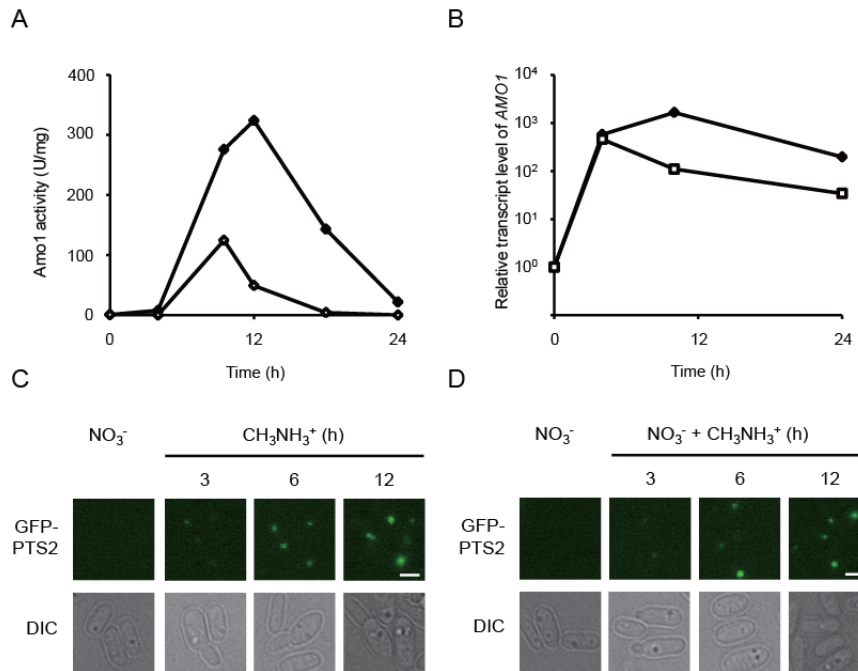 A
400
300
200
100
0
Amo1 activity (U/mg)
0 12 24
Time (h)
B
10⁴
10³
10²
10¹
10⁰
Relative transcript level of AMO1
0 12 24
Time (h)
C
NO₃⁻ CH₃NH₃⁺ (h)
3 6 12
GFP-
PTS2
DIC
D
NO₃⁻ NO₃⁻ + CH₃NH₃⁺ (h)
3 6 12
GFP-
PTS2
DIC